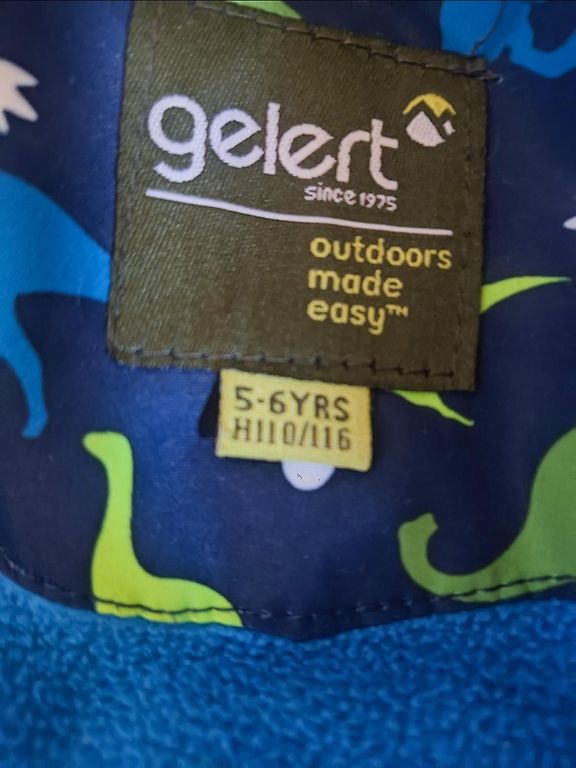 gelert
since 1975
outdoors
made
easy™
5-6YRS
H110/116